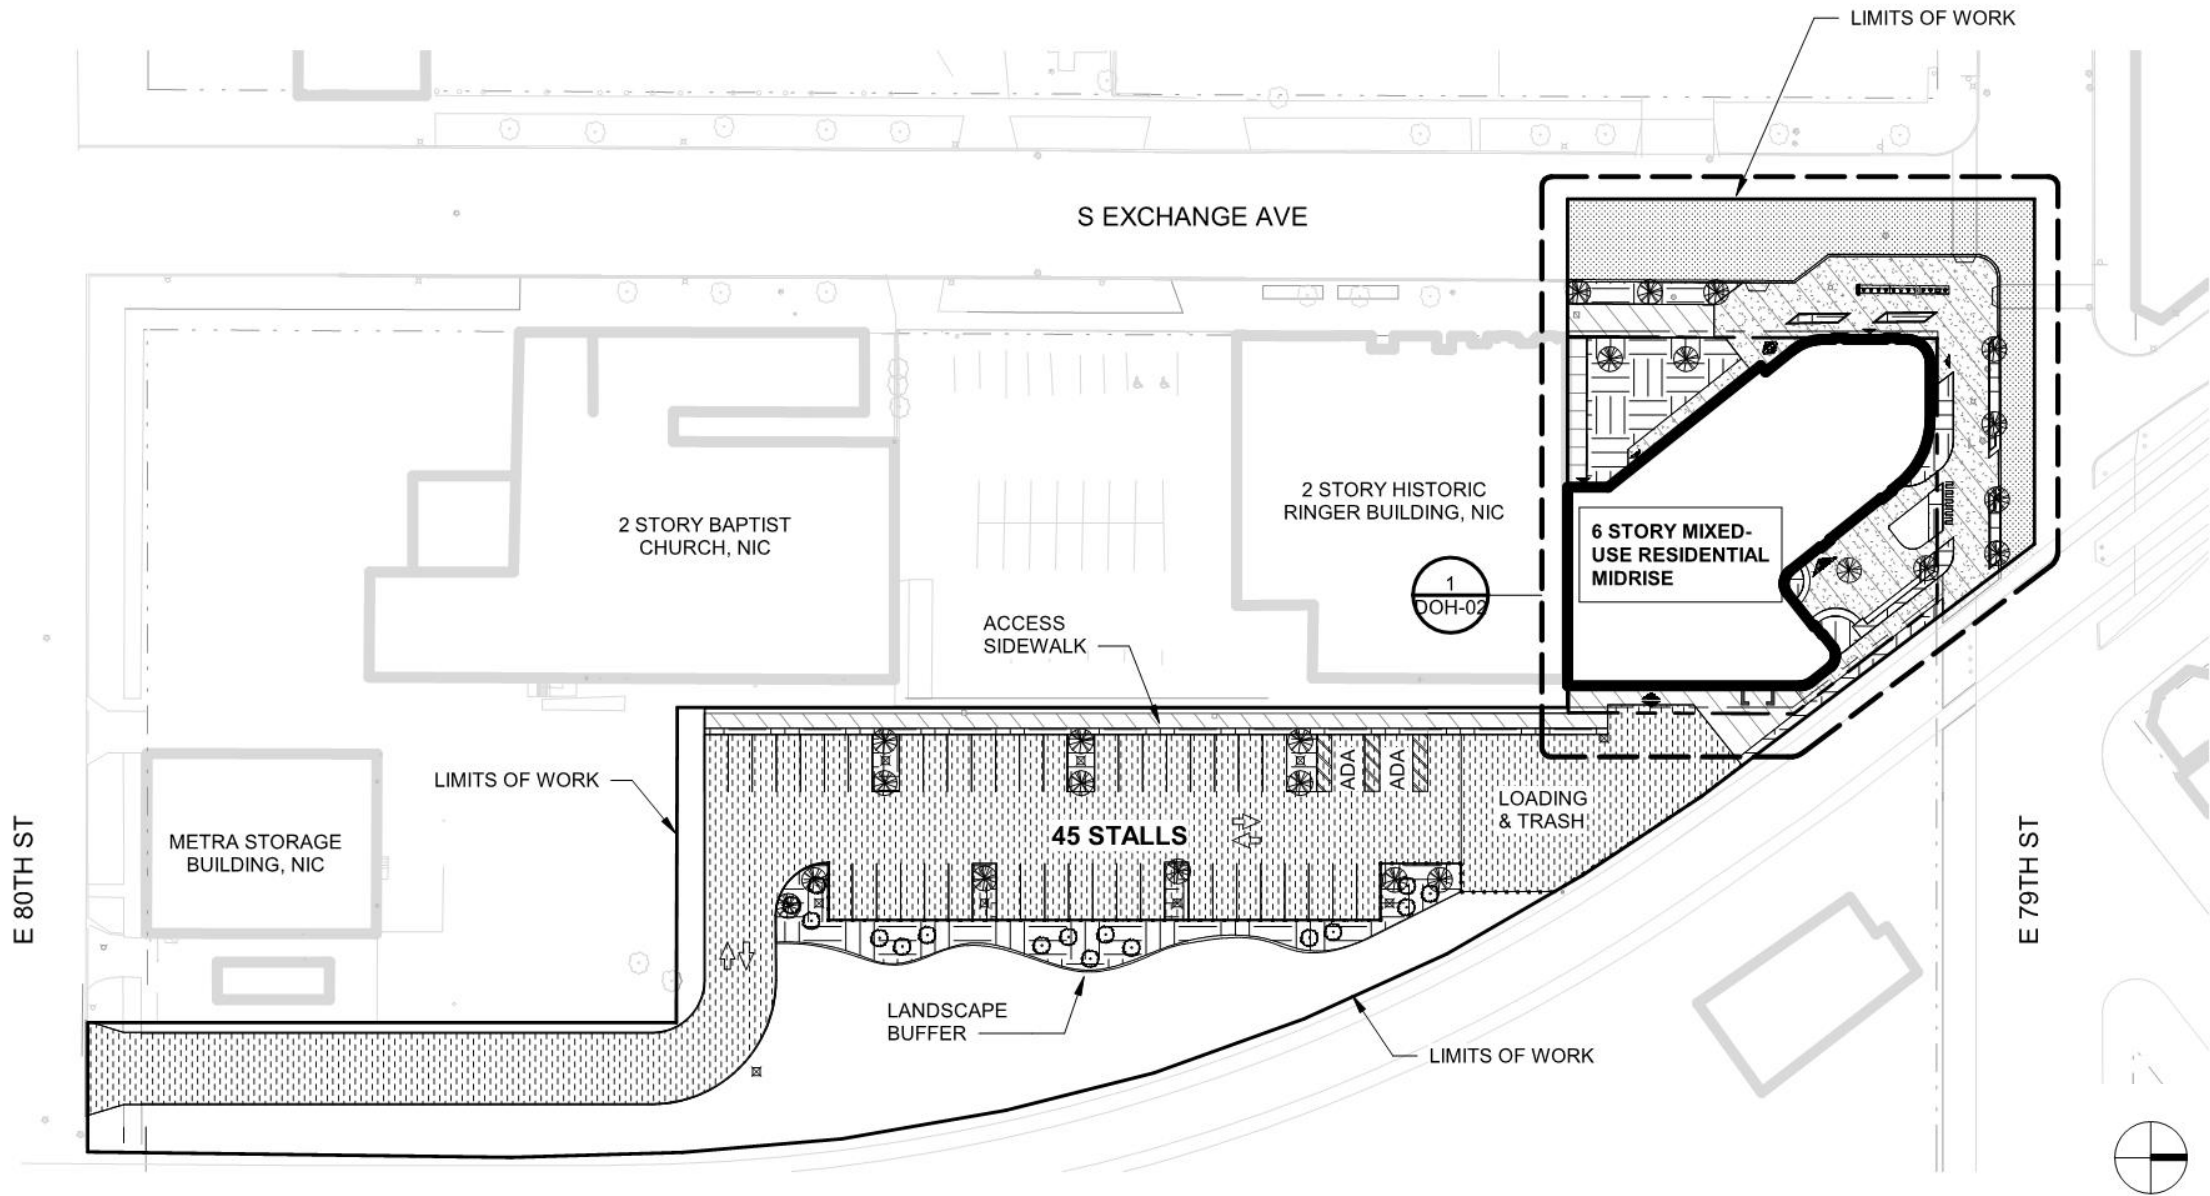 LIMITS OF WORK
S EXCHANGE AVE
2 STORY HISTORIC
RINGER BUILDING, NIC
2 STORY BAPTIST
CHURCH, NIC
6 STORY MIXED-
USE RESIDENTIAL
MIDRISE
1
DOH-02
ACCESS
SIDEWALK
LIMITS OF WORK
ADA
ADA
LOADING
& TRASH
45 STALLS
METRA STORAGE
BUILDING, NIC
E 80TH ST
E 79TH ST
LANDSCAPE
BUFFER
LIMITS OF WORK